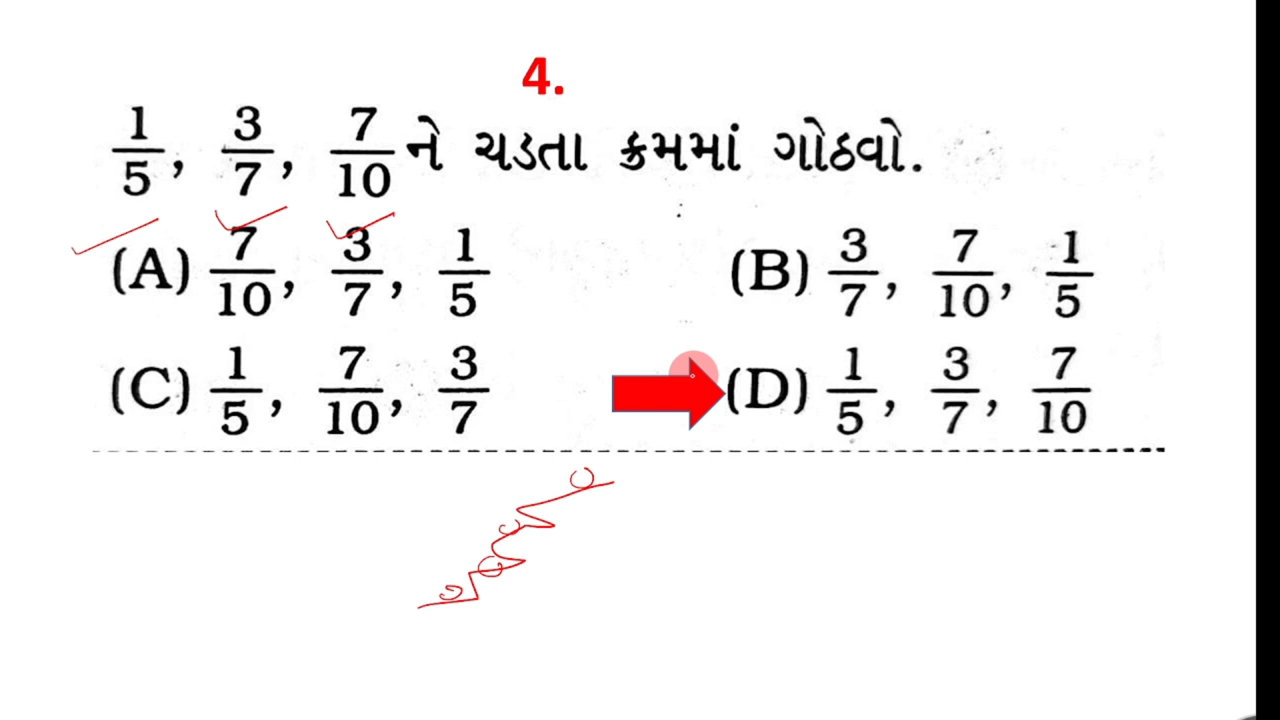 4.
1/5, 3/7, 7/10 ને ચડતા ક્રમમાં ગોઠવો.
(A) 7/10, 3/7, 1/5 (B) 3/7, 7/10, 1/5
(C) 1/5, 7/10, 3/7 (D) 1/5, 3/7, 7/10